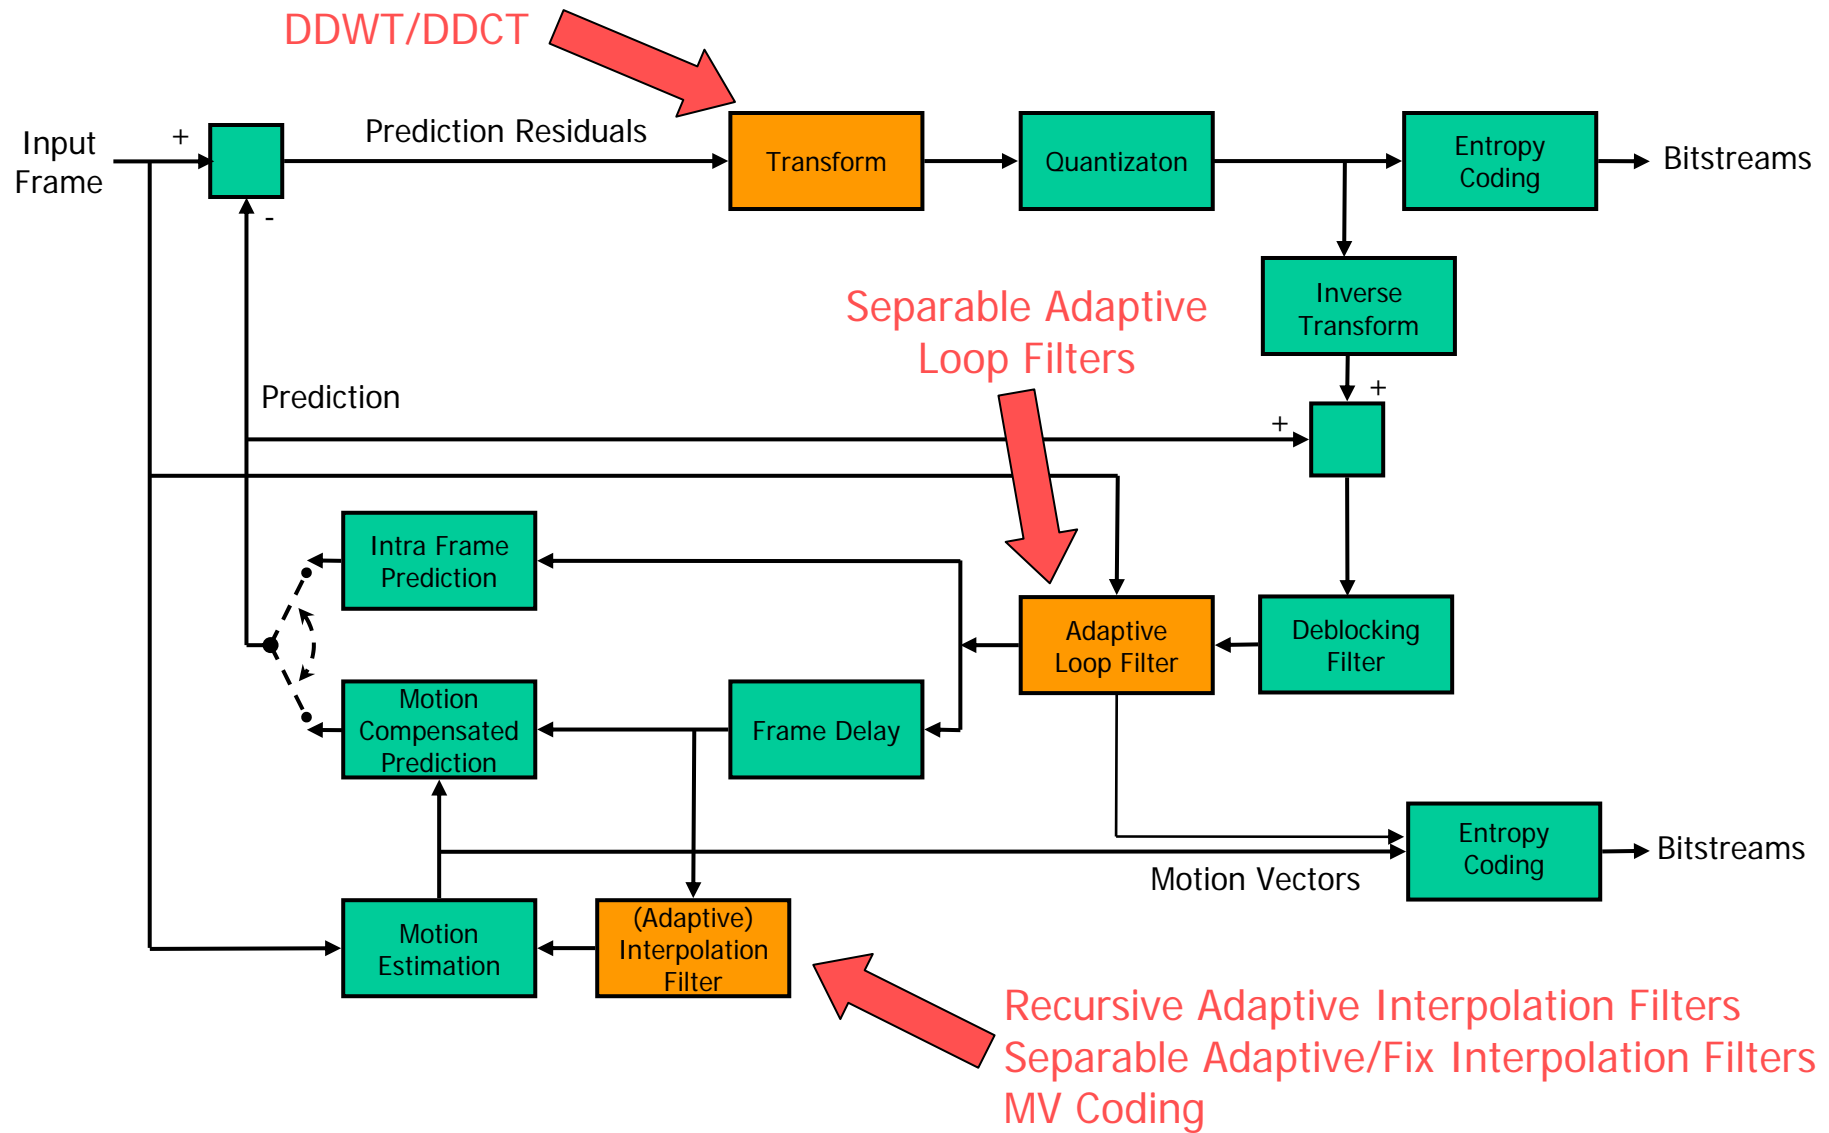 DDWT/DDCT
Input
Frame
+
-
Prediction Residuals
Transform
Quantizaton
Entropy
Coding
Bitstreams
Inverse
Transform
+
+
Separable Adaptive
Loop Filters
Prediction
Intra Frame
Prediction
Adaptive
Loop Filter
Deblocking
Filter
Motion
Compensated
Prediction
Frame Delay
Entropy
Coding
Bitstreams
Motion Vectors
Motion
Estimation
(Adaptive)
Interpolation
Filter
Recursive Adaptive Interpolation Filters
Separable Adaptive/Fix Interpolation Filters
MV Coding